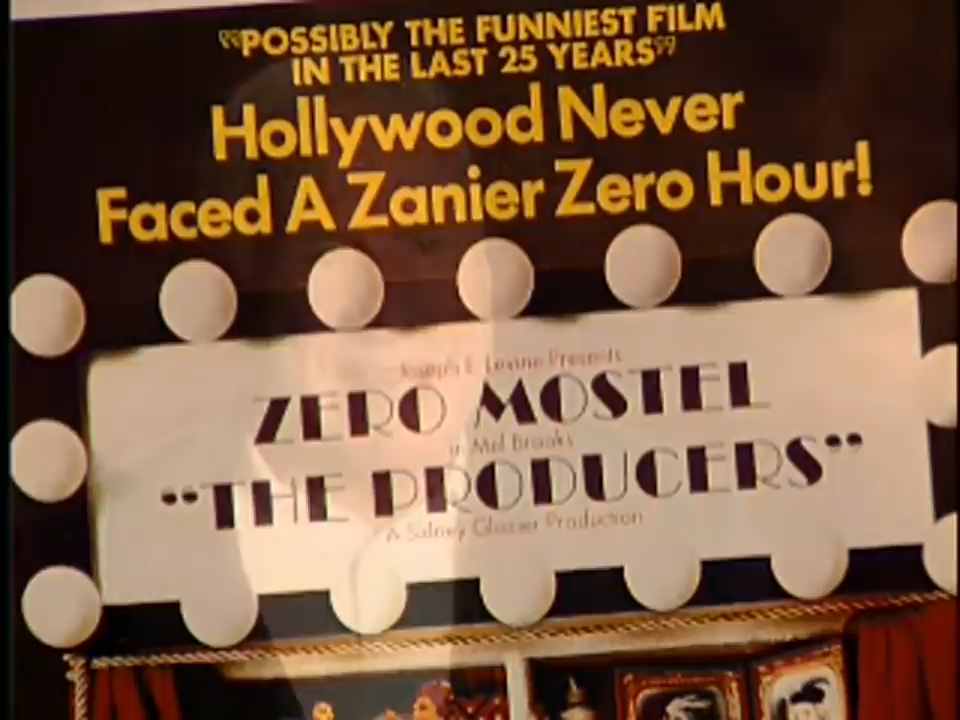 "POSSIBLY THE FUNNIEST FILM
IN THE LAST 25 YEARS"
Hollywood Never
Faced A Zanier Zero Hour!
Joseph E. Levine Presents
ZERO MOSTEL
in Mel Brooks
"THE PRODUCERS"
A Sidney Glazier Production